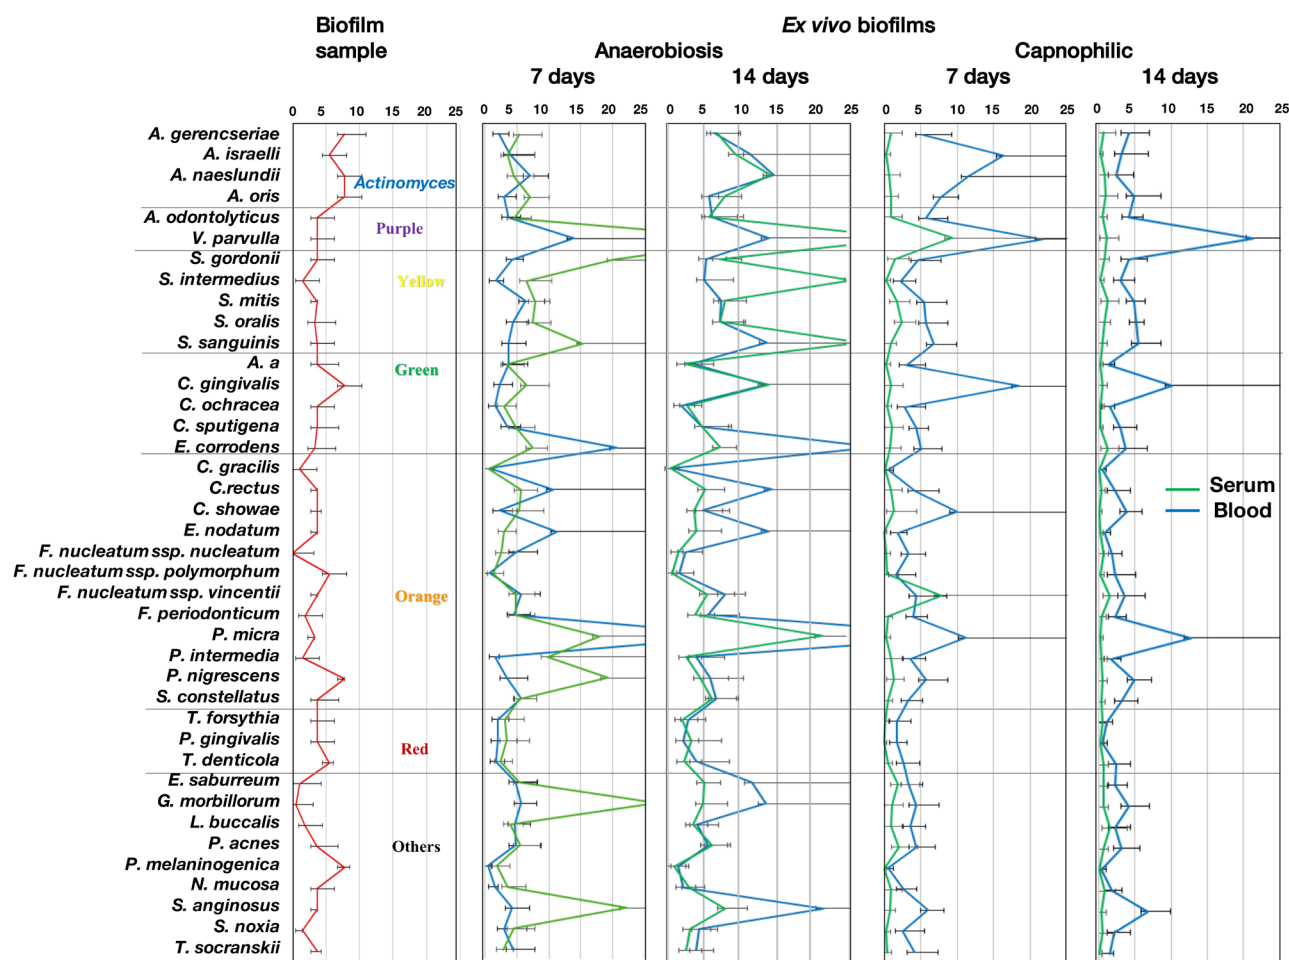 Biofilm
sample
Ex vivo biofilms
Anaerobiosis
Capnophilic
7 days
14 days
7 days
14 days
0 5 10 15 20 25
0 5 10 15 20 25
0 5 10 15 20 25
0 5 10 15 20 25
0 5 10 15 20 25
A. gerencseriae
A. israelli
A. naeslundii
Actinomyces
A. oris
A. odontolyticus
Purple
V. parvulla
S. gordonii
S. intermedius
Yellow
S. mitis
S. oralis
S. sanguinis
A. a
Green
C. gingivalis
C. ochracea
C. sputigena
E. corrodens
C. gracilis
C.rectus
Serum
C. showae
Blood
E. nodatum
F. nucleatum ssp. nucleatum
F. nucleatum ssp. polymorphum
F. nucleatum ssp. vincentii
Orange
F. periodonticum
P. micra
P. intermedia
P. nigrescens
S. constellatus
T. forsythia
P. gingivalis
Red
T. denticola
E. saburreum
G. morbillorum
L. buccalis
P. acnes
Others
P. melaninogenica
N. mucosa
S. anginosus
S. noxia
T. socranskii